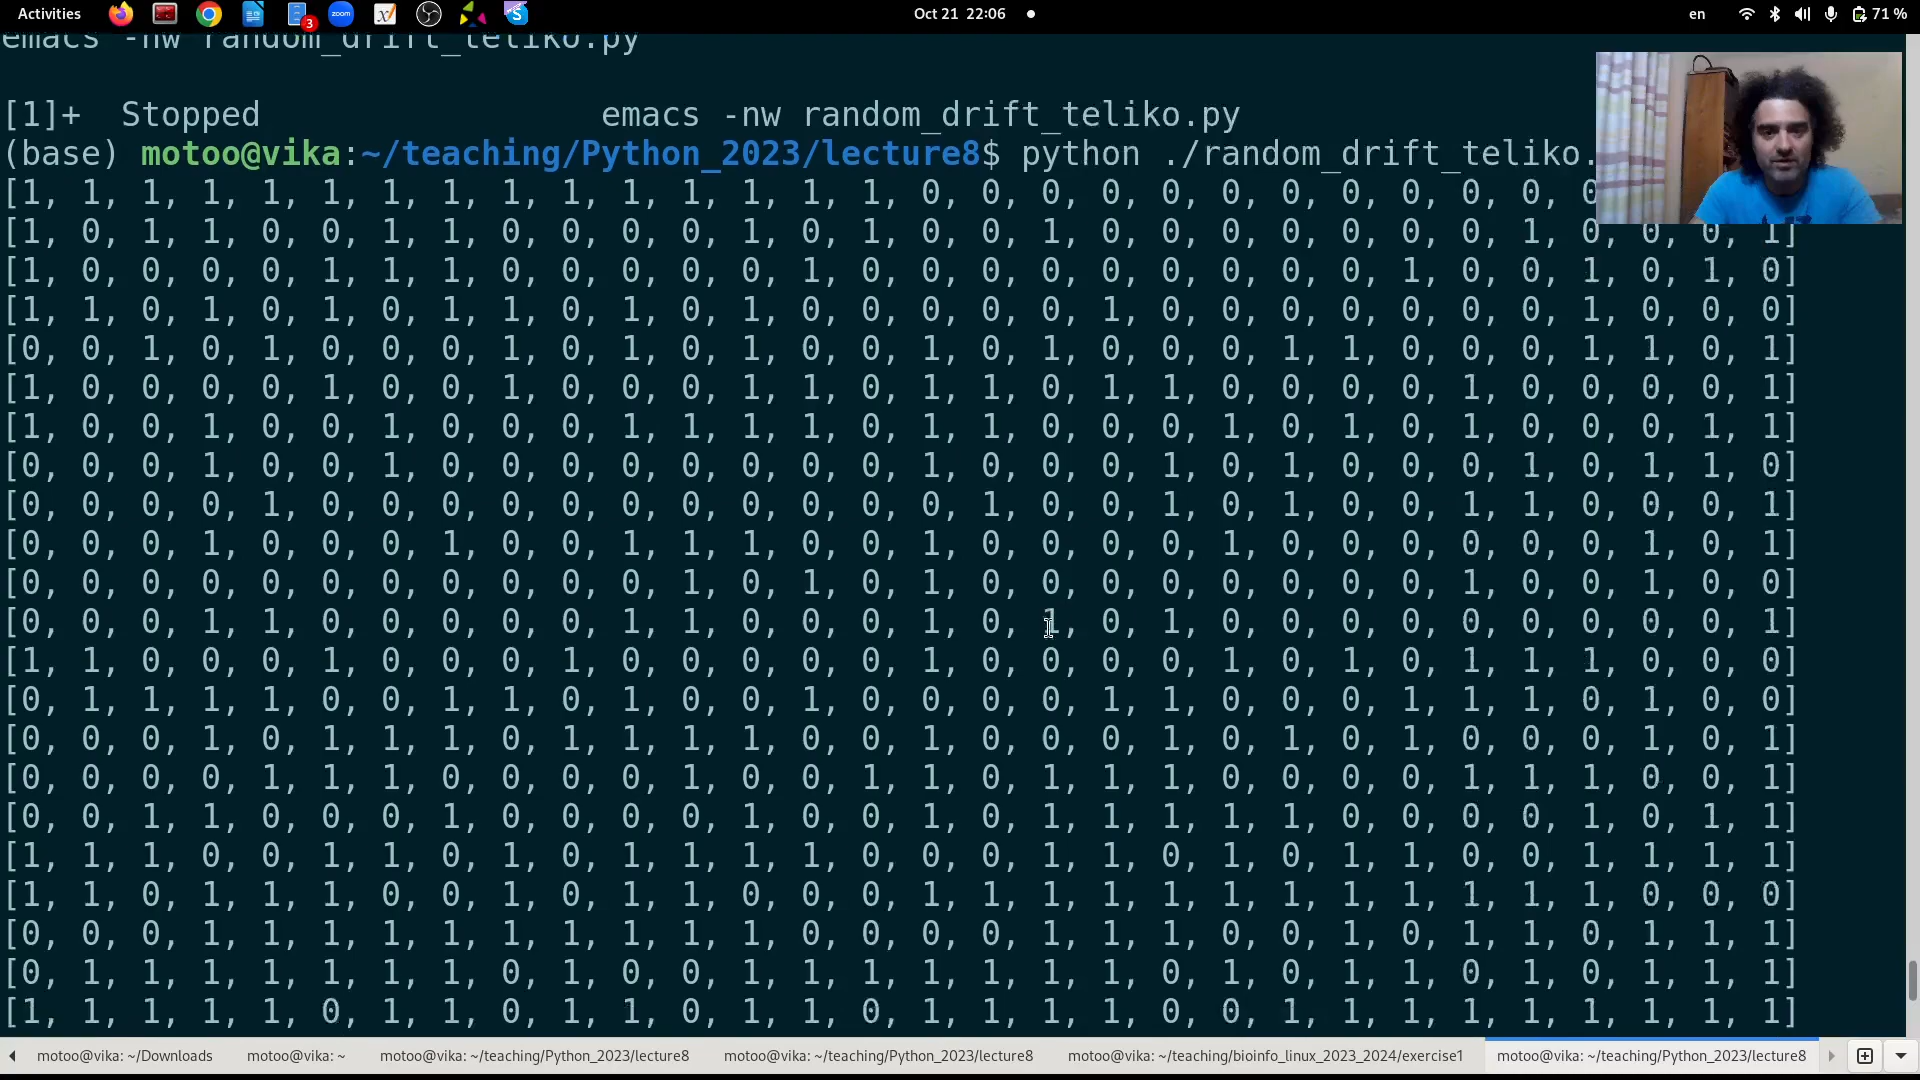 Activities Oct 21 22:06 en 71 %
3 zoom
emacs -nw random_drift_teliko.py
[1]+ Stopped emacs -nw random_drift_teliko.py
(base) motoo@vika:~/teaching/Python_2023/lecture8$ python ./random_drift_teliko.
[1, 1, 1, 1, 1, 1, 1, 1, 1, 1, 1, 1, 1, 1, 1, 0, 0, 0, 0, 0, 0, 0, 0, 0, 0, 0,
[1, 0, 1, 1, 0, 0, 1, 1, 0, 0, 0, 0, 1, 0, 1, 0, 0, 1, 0, 0, 0, 0, 0, 0, 0, 1, 0, 0, 0, 1]
[1, 0, 0, 0, 0, 1, 1, 1, 0, 0, 0, 0, 0, 1, 0, 0, 0, 0, 0, 0, 0, 0, 0, 1, 0, 0, 1, 0, 1, 0]
[1, 1, 0, 1, 0, 1, 0, 1, 1, 0, 1, 0, 1, 0, 0, 0, 0, 0, 1, 0, 0, 0, 0, 0, 0, 0, 1, 0, 0, 0]
[0, 0, 1, 0, 1, 0, 0, 0, 1, 0, 1, 0, 1, 0, 0, 1, 0, 1, 0, 0, 0, 1, 1, 0, 0, 0, 1, 1, 0, 1]
[1, 0, 0, 0, 0, 1, 0, 0, 1, 0, 0, 0, 1, 1, 0, 1, 1, 0, 1, 1, 0, 0, 0, 0, 1, 0, 0, 0, 0, 1]
[1, 0, 0, 1, 0, 0, 1, 0, 0, 0, 1, 1, 1, 1, 0, 1, 1, 0, 0, 0, 1, 0, 1, 0, 1, 0, 0, 0, 1, 1]
[0, 0, 0, 1, 0, 0, 1, 0, 0, 0, 0, 0, 0, 0, 0, 1, 0, 0, 0, 1, 0, 1, 0, 0, 0, 1, 0, 1, 1, 0]
[0, 0, 0, 0, 1, 0, 0, 0, 0, 0, 0, 0, 0, 0, 0, 0, 1, 0, 0, 1, 0, 1, 0, 0, 1, 1, 0, 0, 0, 1]
[0, 0, 0, 1, 0, 0, 0, 1, 0, 0, 1, 1, 1, 0, 0, 1, 0, 0, 0, 0, 1, 0, 0, 0, 0, 0, 0, 1, 0, 1]
[0, 0, 0, 0, 0, 0, 0, 0, 0, 0, 0, 1, 0, 1, 0, 1, 0, 0, 0, 0, 0, 0, 0, 0, 1, 0, 0, 1, 0, 0]
[0, 0, 0, 1, 1, 0, 0, 0, 0, 0, 1, 1, 0, 0, 0, 1, 0, 1, 0, 1, 0, 0, 0, 0, 0, 0, 0, 0, 0, 1]
[1, 1, 0, 0, 0, 1, 0, 0, 0, 1, 0, 0, 0, 0, 0, 1, 0, 0, 0, 0, 1, 0, 1, 0, 1, 1, 1, 0, 0, 0]
[0, 1, 1, 1, 1, 0, 0, 1, 1, 0, 1, 0, 0, 1, 0, 0, 0, 0, 1, 1, 0, 0, 0, 1, 1, 1, 0, 1, 0, 0]
[0, 0, 0, 1, 0, 1, 1, 1, 0, 1, 1, 1, 1, 0, 0, 1, 0, 0, 0, 1, 0, 1, 0, 1, 0, 0, 0, 1, 0, 1]
[0, 0, 0, 0, 1, 1, 1, 0, 0, 0, 0, 1, 0, 0, 1, 1, 0, 1, 1, 1, 0, 0, 0, 0, 1, 1, 1, 0, 0, 1]
[0, 0, 1, 1, 0, 0, 0, 1, 0, 0, 0, 0, 1, 0, 0, 1, 0, 1, 1, 1, 1, 1, 0, 0, 0, 0, 1, 0, 1, 1]
[1, 1, 1, 0, 0, 1, 1, 0, 1, 0, 1, 1, 1, 1, 0, 0, 0, 1, 1, 0, 1, 0, 1, 1, 0, 0, 1, 1, 1, 1]
[1, 1, 0, 1, 1, 1, 0, 0, 1, 0, 1, 1, 0, 0, 0, 1, 1, 1, 1, 1, 1, 1, 1, 1, 1, 1, 1, 0, 0, 0]
[0, 0, 0, 1, 1, 1, 1, 1, 1, 1, 1, 1, 1, 0, 0, 0, 0, 1, 1, 1, 0, 0, 1, 0, 1, 1, 0, 1, 1, 1]
[0, 1, 1, 1, 1, 1, 1, 1, 0, 1, 0, 0, 1, 1, 1, 1, 1, 1, 1, 0, 1, 0, 1, 1, 0, 1, 0, 1, 1, 1]
[1, 1, 1, 1, 1, 0, 1, 1, 0, 1, 1, 0, 1, 1, 0, 1, 1, 1, 1, 0, 0, 1, 1, 1, 1, 1, 1, 1, 1, 1]
motoo@vika: ~/Downloads motoo@vika: ~ motoo@vika: ~/teaching/Python_2023/lecture8 motoo@vika: ~/teaching/Python_2023/lecture8 motoo@vika: ~/teaching/bioinfo_linux_2023_2024/exercise1 motoo@vika: ~/teaching/Python_2023/lecture8